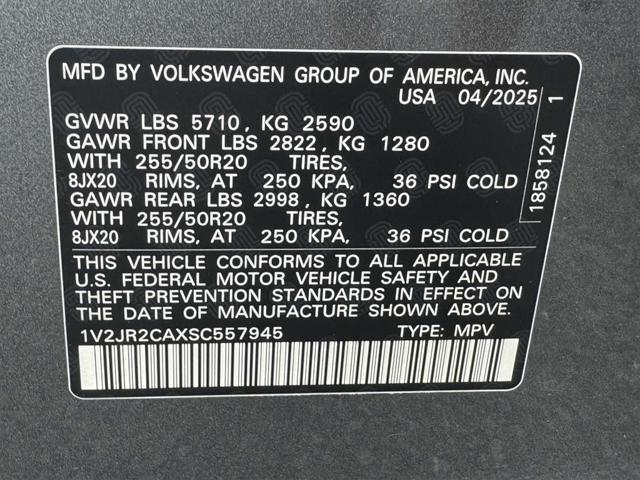 MFD BY VOLKSWAGEN GROUP OF AMERICA, INC.
USA 04/2025
GVWR LBS 5710, KG 2590
GAWR FRONT LBS 2822, KG 1280
WITH 255/50R20 TIRES,
8JX20 RIMS, AT 250 KPA, 36 PSI COLD
GAWR REAR LBS 2998, KG 1360
WITH 255/50R20 TIRES,
8JX20 RIMS, AT 250 KPA, 36 PSI COLD
THIS VEHICLE CONFORMS TO ALL APPLICABLE
U.S. FEDERAL MOTOR VEHICLE SAFETY AND
THEFT PREVENTION STANDARDS IN EFFECT ON
THE DATE OF MANUFACTURE SHOWN ABOVE.
1V2JR2CAXSC557945 TYPE: MPV
1858124 1